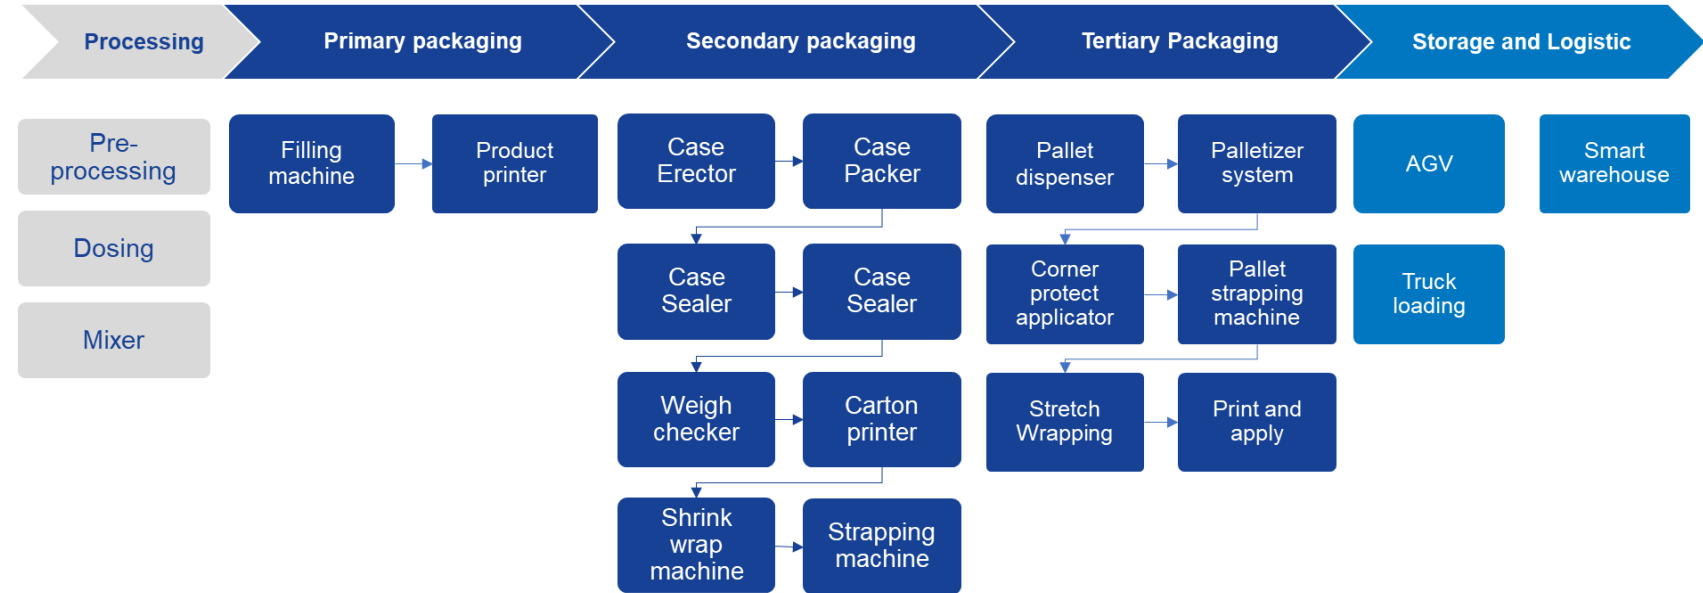 Processing
Primary packaging
Secondary packaging
Tertiary Packaging
Storage and Logistic
Pre-
processing
Dosing
Mixer
Filling
machine
Product
printer
Case
Erector
Case
Packer
Case
Sealer
Case
Sealer
Weigh
checker
Carton
printer
Shrink
wrap
machine
Strapping
machine
Pallet
dispenser
Palletizer
system
Corner
protect
applicator
Pallet
strapping
machine
Stretch
Wrapping
Print and
apply
AGV
Smart
warehouse
Truck
loading